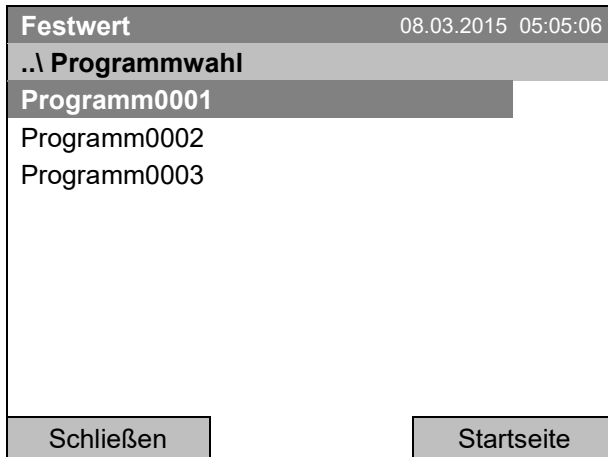 Festwert 08.03.2015 05:05:06
..\ Programmwahl
Programm0001
Programm0002
Programm0003
Schließen Startseite